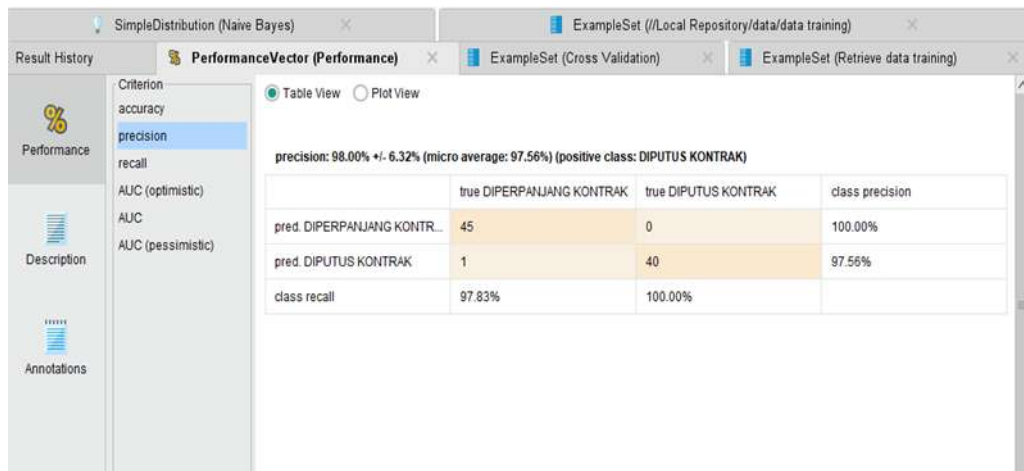 SimpleDistribution (Naive Bayes)
ExampleSet (//Local Repository/data/data training)
Result History
PerformanceVector (Performance)
ExampleSet (Cross Validation)
ExampleSet (Retrieve data training)
%
Performance
Description
Annotations
Criterion
accuracy
precision
recall
AUC (optimistic)
AUC
AUC (pessimistic)
Table View Plot View
precision: 98.00% +/- 6.32% (micro average: 97.56%) (positive class: DIPUTUS KONTRAK)
true DIPERPANJANG KONTRAK true DIPUTUS KONTRAK class precision
pred. DIPERPANJANG KONTR... 45 0 100.00%
pred. DIPUTUS KONTRAK 1 40 97.56%
class recall 97.83% 100.00%